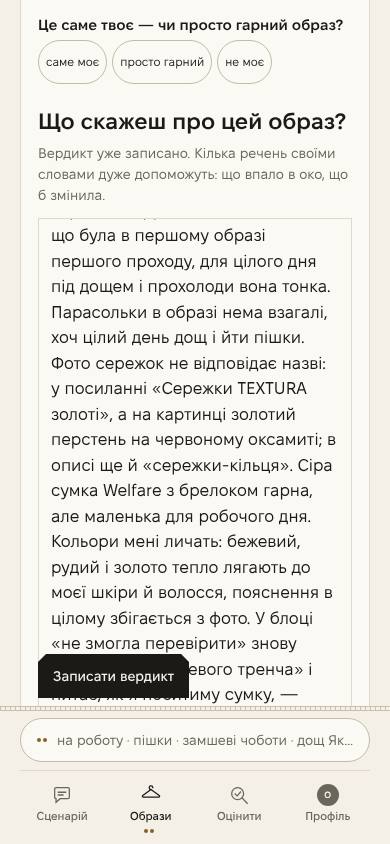 Це саме твоє — чи просто гарний образ?
саме моє
просто гарний
не моє
Що скажеш про цей образ?
Вердикт уже записано. Кілька речень своїми
словами дуже допоможуть: що впало в око, що
б змінила.
що була в першому образі
першого проходу, для цілого дня
під дощем і прохолоди вона тонка.
Парасольки в образі нема взагалі,
хоч цілий день дощ і йти пішки.
Фото сережок не відповідає назві:
у посиланні «Сережки TEXTURA
золоті», а на картинці золотий
перстень на червоному оксамиті; в
описі ще й «сережки-кільця». Сіра
сумка Welfare з брелоком гарна,
але маленька для робочого дня.
Кольори мені личать: бежевий,
рудий і золото тепло лягають до
моєї шкіри й волосся, пояснення в
цілому збігається з фото. У блоці
«не змогла перевірити» знову
евого тренча» і
Записати вердикт
тиму сумку, —
на роботу · пішки · замшеві чоботи · дощ Як...
Сценарій
Образи
Оцінити
О
Профіль